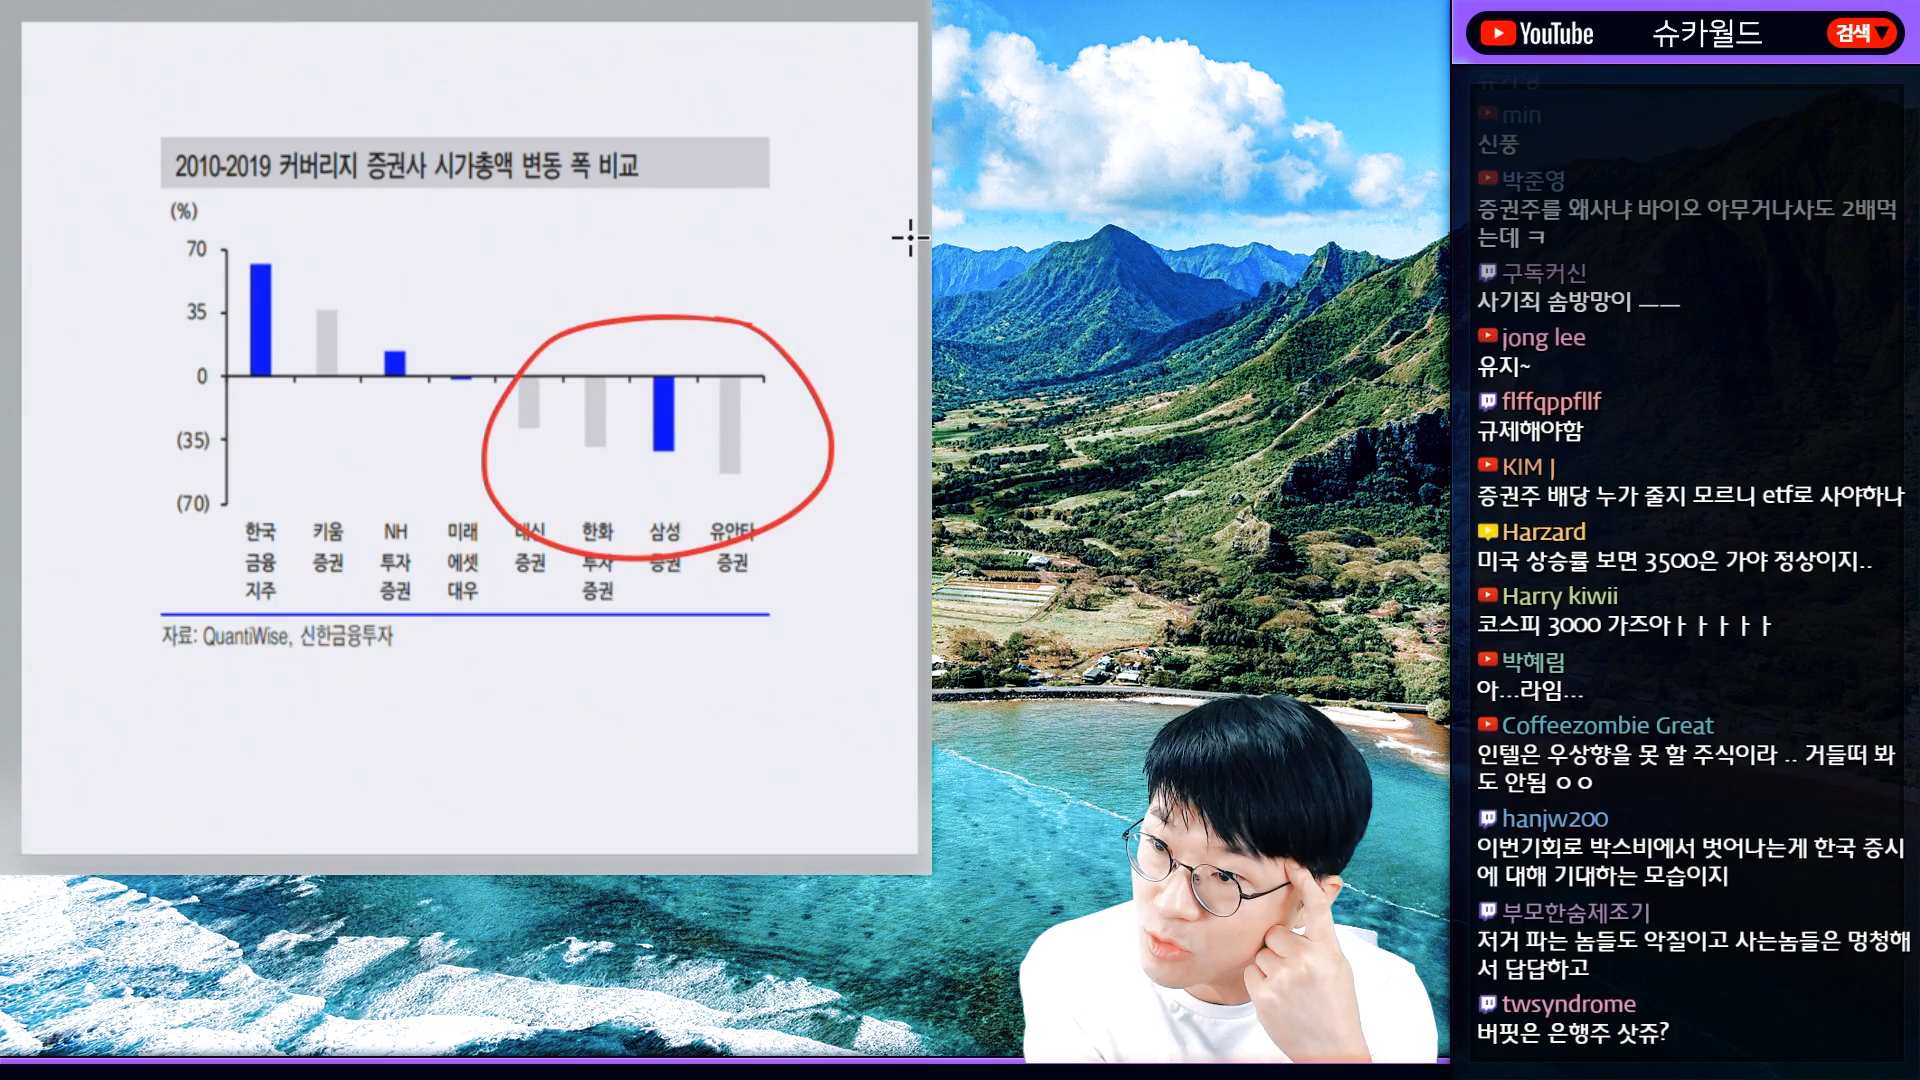 2010-2019 커버리지 증권사 시가총액 변동 폭 비교
(%)
70
35
0
(35)
(70)
한국 금융 지주
키움 증권
NH 투자 증권
미래 에셋 대우
대신 증권
한화 투자 증권
삼성 증권
유안타 증권
자료: QuantiWise, 신한금융투자
YouTube 슈카월드 검색▼
min
신풍
박준영
증권주를 왜사냐 바이오 아무거나사도 2배먹
는데 ㅋ
구독커신
사기죄 솜방망이 ㅡㅡ
jong lee
유지~
flffqppfllf
규제해야함
KIM |
증권주 배당 누가 줄지 모르니 etf로 사야하나
Harzard
미국 상승률 보면 3500은 가야 정상이지..
Harry kiwii
코스피 3000 가즈아ㅏㅏㅏㅏㅏ
박혜림
아...라임...
Coffeezombie Great
인텔은 우상향을 못 할 주식이라 .. 거들떠 봐
도 안됨 ㅇㅇ
hanjw200
이번기회로 박스비에서 벗어나는게 한국 증시
에 대해 기대하는 모습이지
부모한숨제조기
저거 파는 놈들도 악질이고 사는놈들은 멍청해
서 답답하고
twsyndrome
버핏은 은행주 삿쥬?